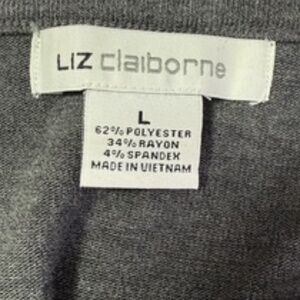 Liz claiborne
L
62% POLYESTER
34% RAYON
4% SPANDEX
MADE IN VIETNAM